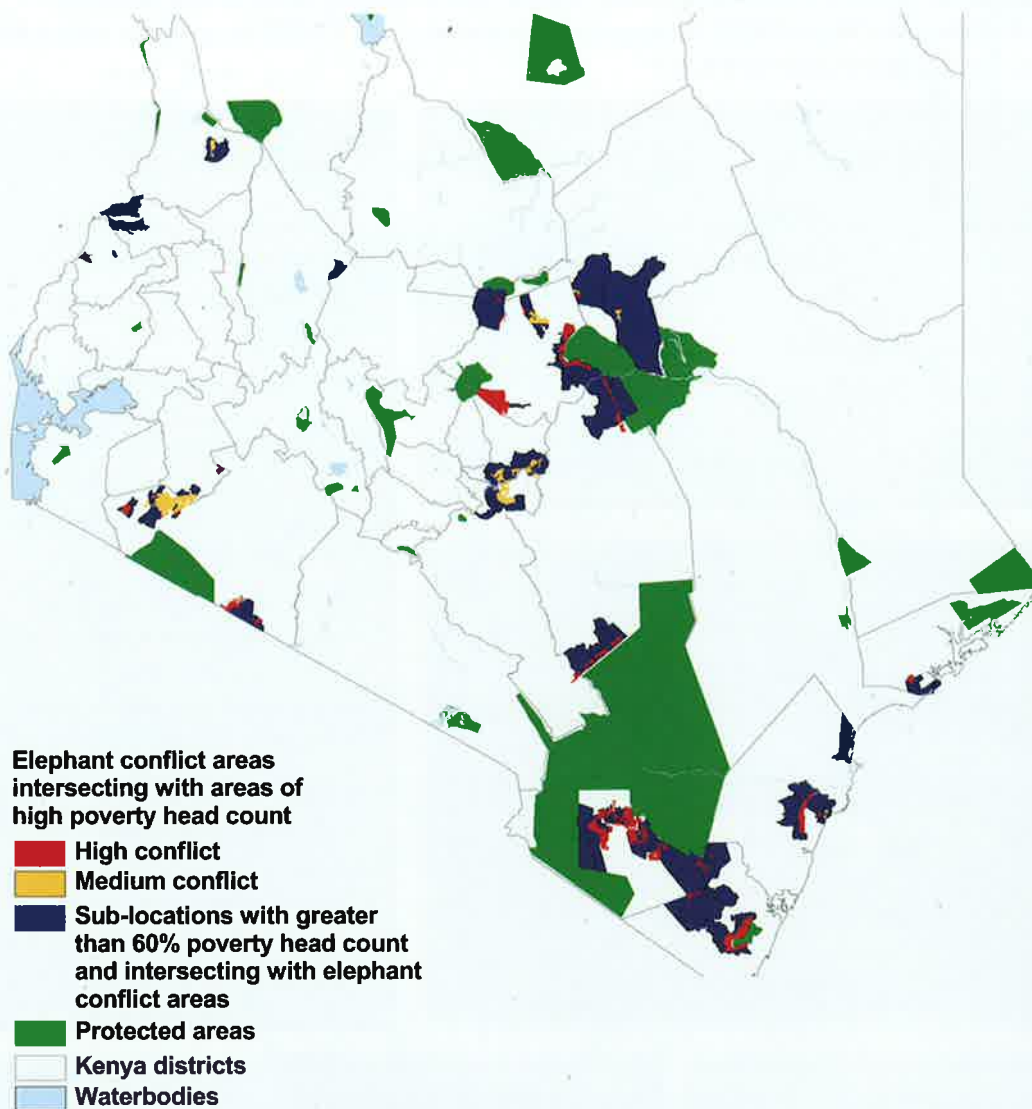 Elephant conflict areas
intersecting with areas of
high poverty head count
High conflict
Medium conflict
Sub-locations with greater
than 60% poverty head count
and intersecting with elephant
conflict areas
Protected areas
Kenya districts
Waterbodies